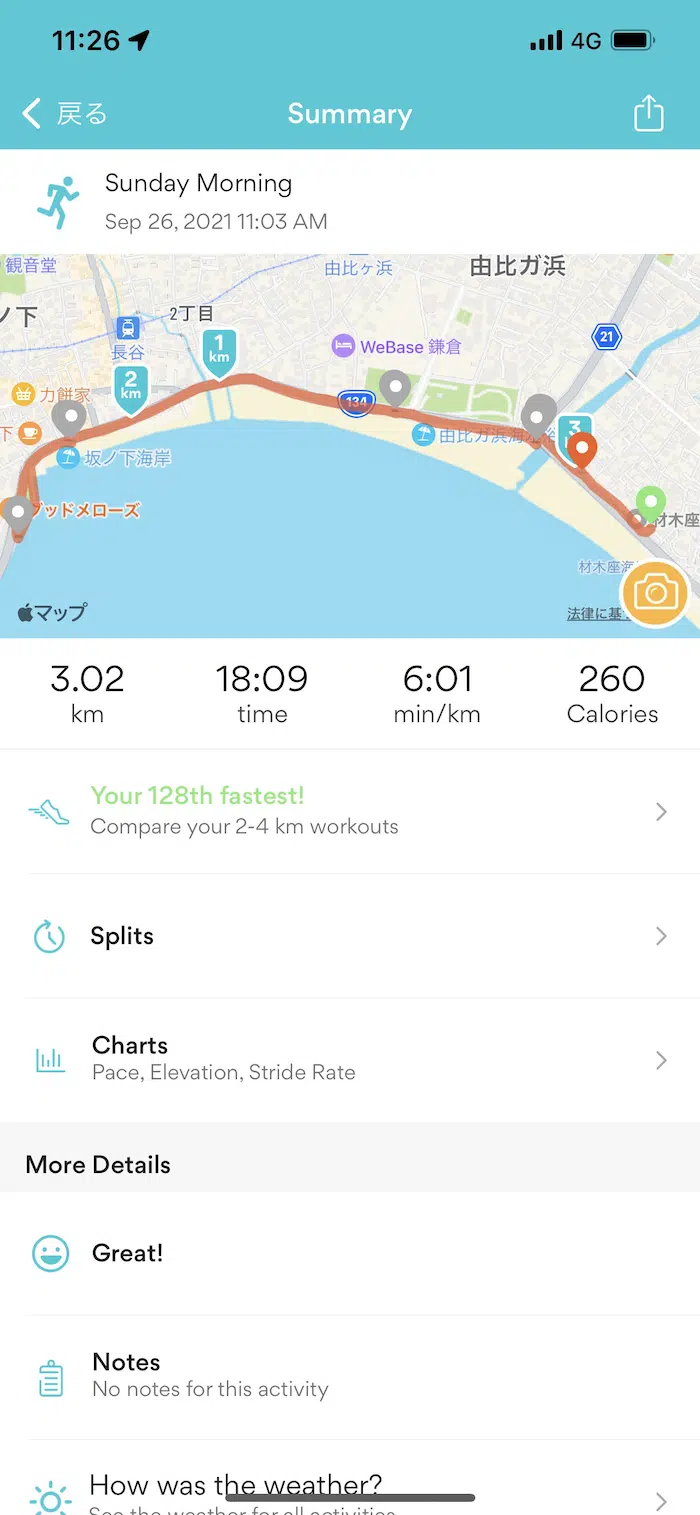 11:26
4G
戻る
Summary
Sunday Morning
Sep 26, 2021 11:03 AM
観音堂
由比ヶ浜
由比ガ浜
ノ下
2丁目
長谷
1
km
WeBase 鎌倉
21
2
km
力餅家
134
3
下
由比ガ浜海
坂ノ下海岸
グッドメローズ
材木座
材木座海
マップ
法律に基
3.02
km
18:09
time
6:01
min/km
260
Calories
Your 128th fastest!
Compare your 2-4 km workouts
Splits
Charts
Pace, Elevation, Stride Rate
More Details
Great!
Notes
No notes for this activity
How was the weather?
See the weather for all activities